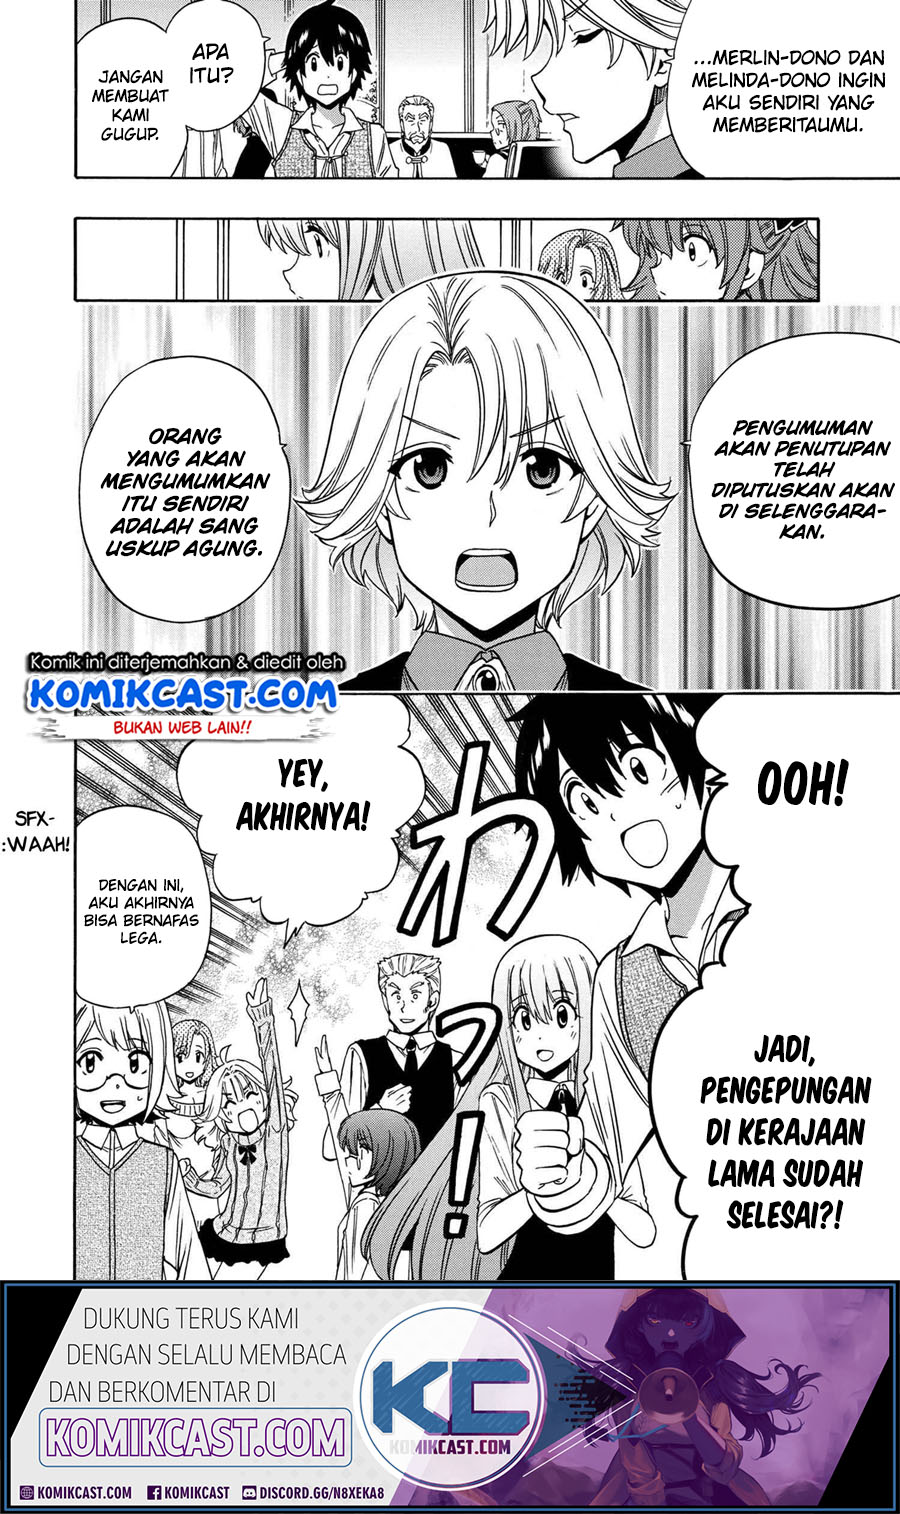 ...MERLIN-DONO DAN
MELINDA-DONO INGIN
AKU SENDIRI YANG
MEMBERITAUMU.
APA
ITU?
JANGAN
MEMBUAT
KAMI
GUGUP.
PENGUMUMAN
AKAN PENUTUPAN
TELAH
DIPUTUSKAN AKAN
DI SELENGGARA-
KAN.
ORANG
YANG AKAN
MENGUMUMKAN
ITU SENDIRI
ADALAH SANG
USKUP AGUNG.
Komik ini diterjemahkan & diedit oleh
KOMIKCAST.COM
BUKAN WEB LAIN!!
OOH!
JADI,
PENGEPUNGAN
DI KERAJAAN
LAMA SUDAH
SELESAI?!
YEY,
AKHIRNYA!
わっ!
SFX-
:WAAH!
DENGAN INI,
AKU AKHIRNYA
BISA BERNAFAS
LEGA.
DUKUNG TERUS KAMI
DENGAN SELALU MEMBACA
DAN BERKOMENTAR DI
KOMIKCAST.COM
KC
KOMIKCAST.COM
KOMIKCAST.COM KOMIKCAST DISCORD.GG/N8XEKA8